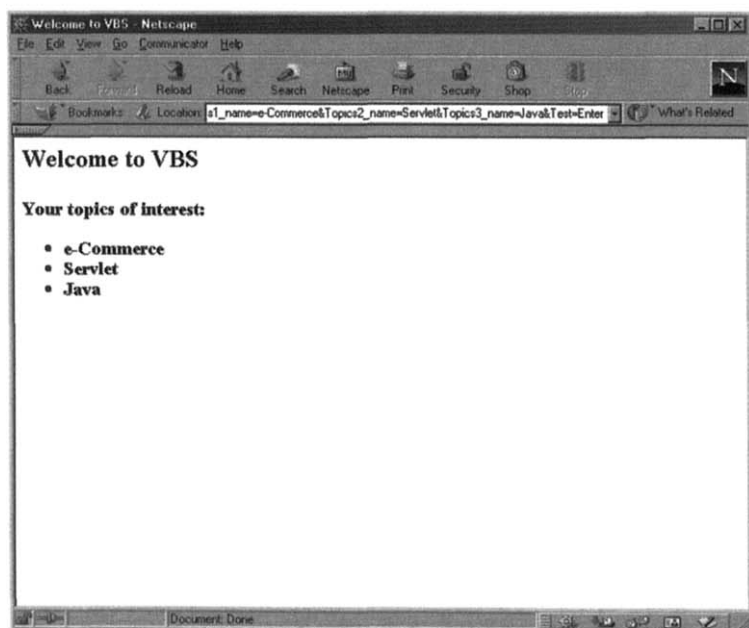 Welcome to VBS - Netscape
File Edit View Go Communicator Help
Back Forward Reload Home Search Netscape Print Security Shop Stop
Bookmarks Location: s1_name=e-Commerce&Topics2_name=Servlet&Topics3_name=Java&Test=Enter What's Related
Welcome to VBS
Your topics of interest:
• e-Commerce
• Servlet
• Java
Document: Done